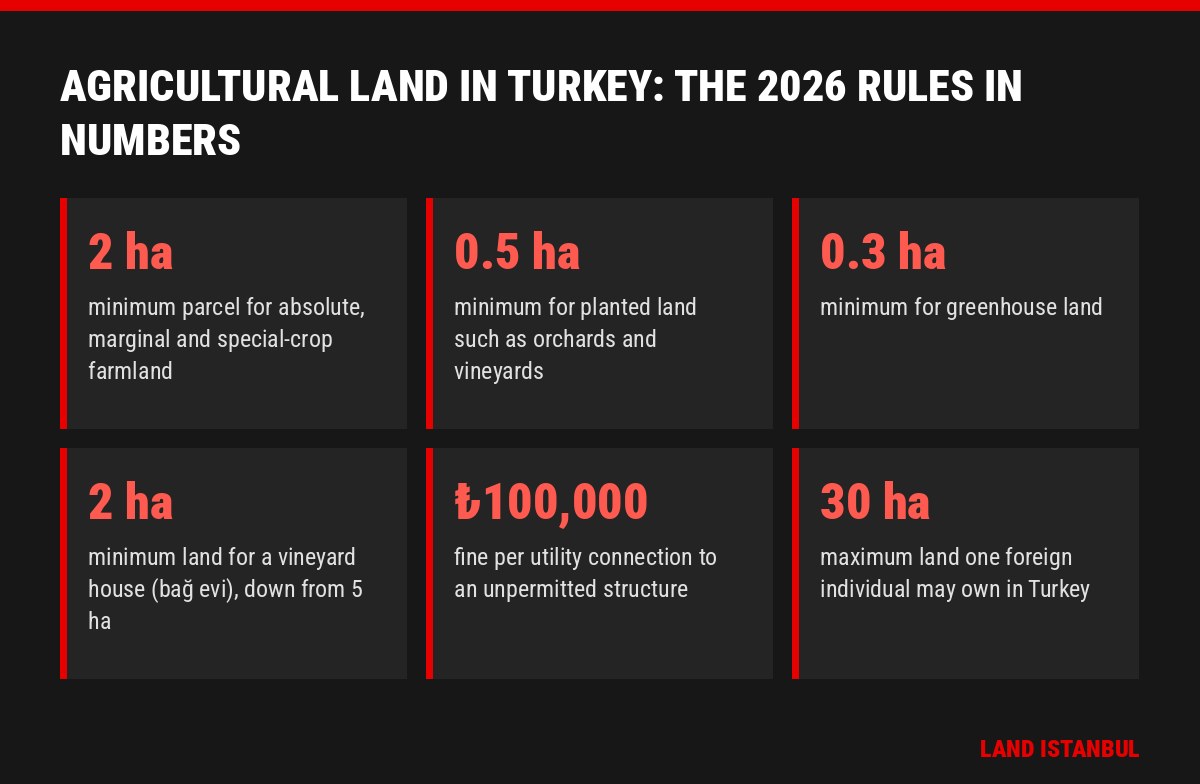 AGRICULTURAL LAND IN TURKEY: THE 2026 RULES IN
NUMBERS
2 ha
minimum parcel for absolute,
marginal and special-crop
farmland
0.5 ha
minimum for planted land
such as orchards and
vineyards
0.3 ha
minimum for greenhouse land
2 ha
minimum land for a vineyard
house (bağ evi), down from 5
ha
₺100,000
fine per utility connection to
an unpermitted structure
30 ha
maximum land one foreign
individual may own in Turkey
LAND ISTANBUL